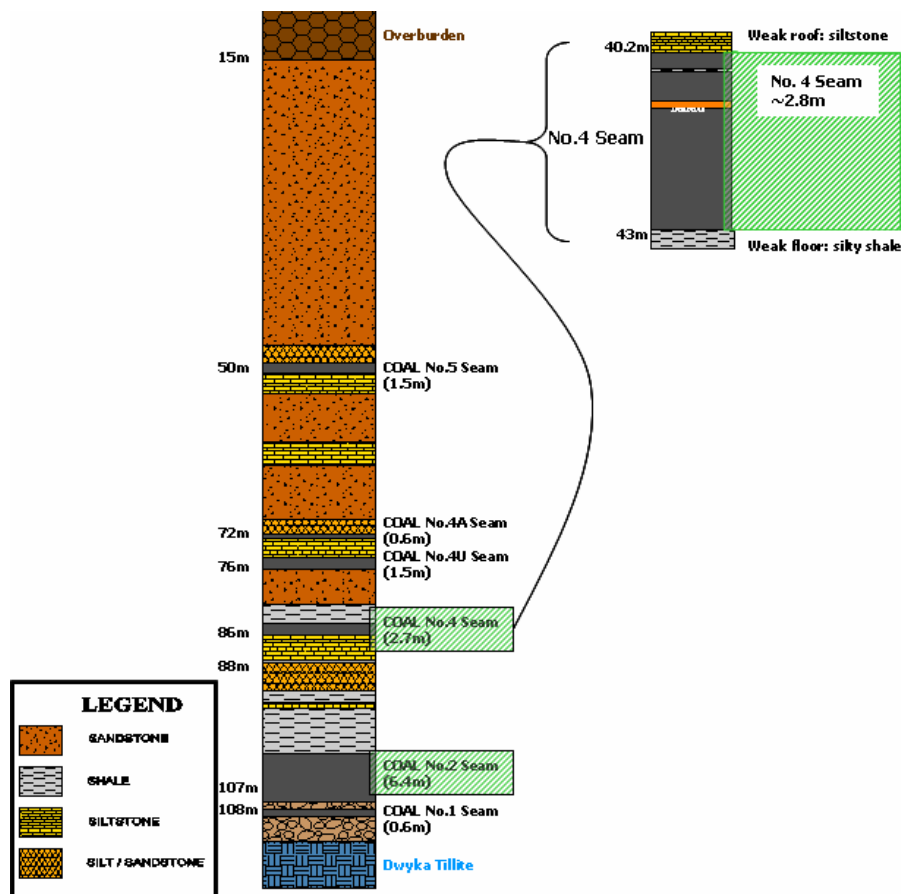 Overburden
15m
50m
COAL No.5 Seam
(1.5m)
72m
COAL No.4A Seam
(0.6m)
76m
COAL No.4U Seam
(1.5m)
86m
COAL No.4 Seam
(2.7m)
88m
COAL No.2 Seam
(6.4m)
107m
108m
COAL No.1 Seam
(0.6m)
Dwyka Tillite
No.4 Seam
40.2m
Weak roof: siltstone
No. 4 Seam
~2.8m
43m
Weak floor: silty shale
LEGEND
SANDSTONE
SHALE
SILTSTONE
SILT / SANDSTONE